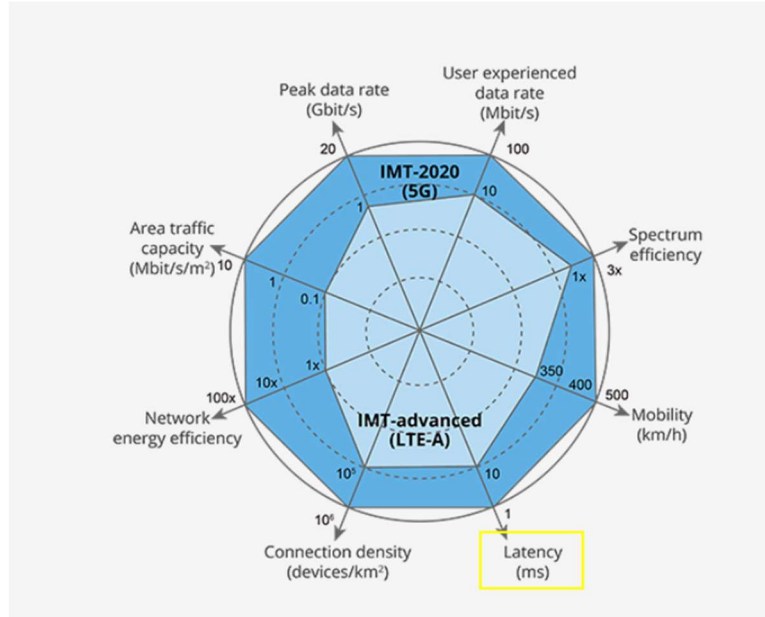 User experienced
data rate
(Mbit/s)
Peak data rate
(Gbit/s)
20
100
IMT-2020
(5G)
1
10
Area traffic
capacity
(Mbit/s/m²)
10
1
0.1
Spectrum
efficiency
1x
3x
1x
10x
100x
350
400
500
Network
energy efficiency
Mobility
(km/h)
IMT-advanced
(LTE-A)
10⁵
10
10⁶
1
Connection density
(devices/km²)
Latency
(ms)